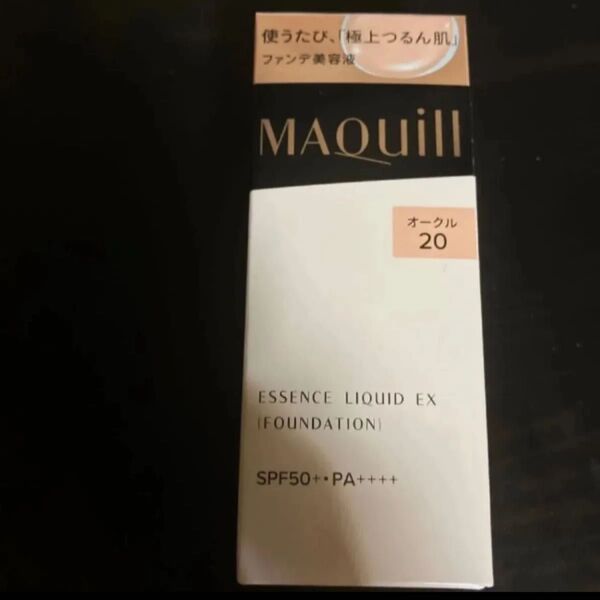 使うたび、「極上つるん肌」
ファンデ美容液
MAQuill
オークル
20
ESSENCE LIQUID EX
(FOUNDATION)
SPF50+・PA++++